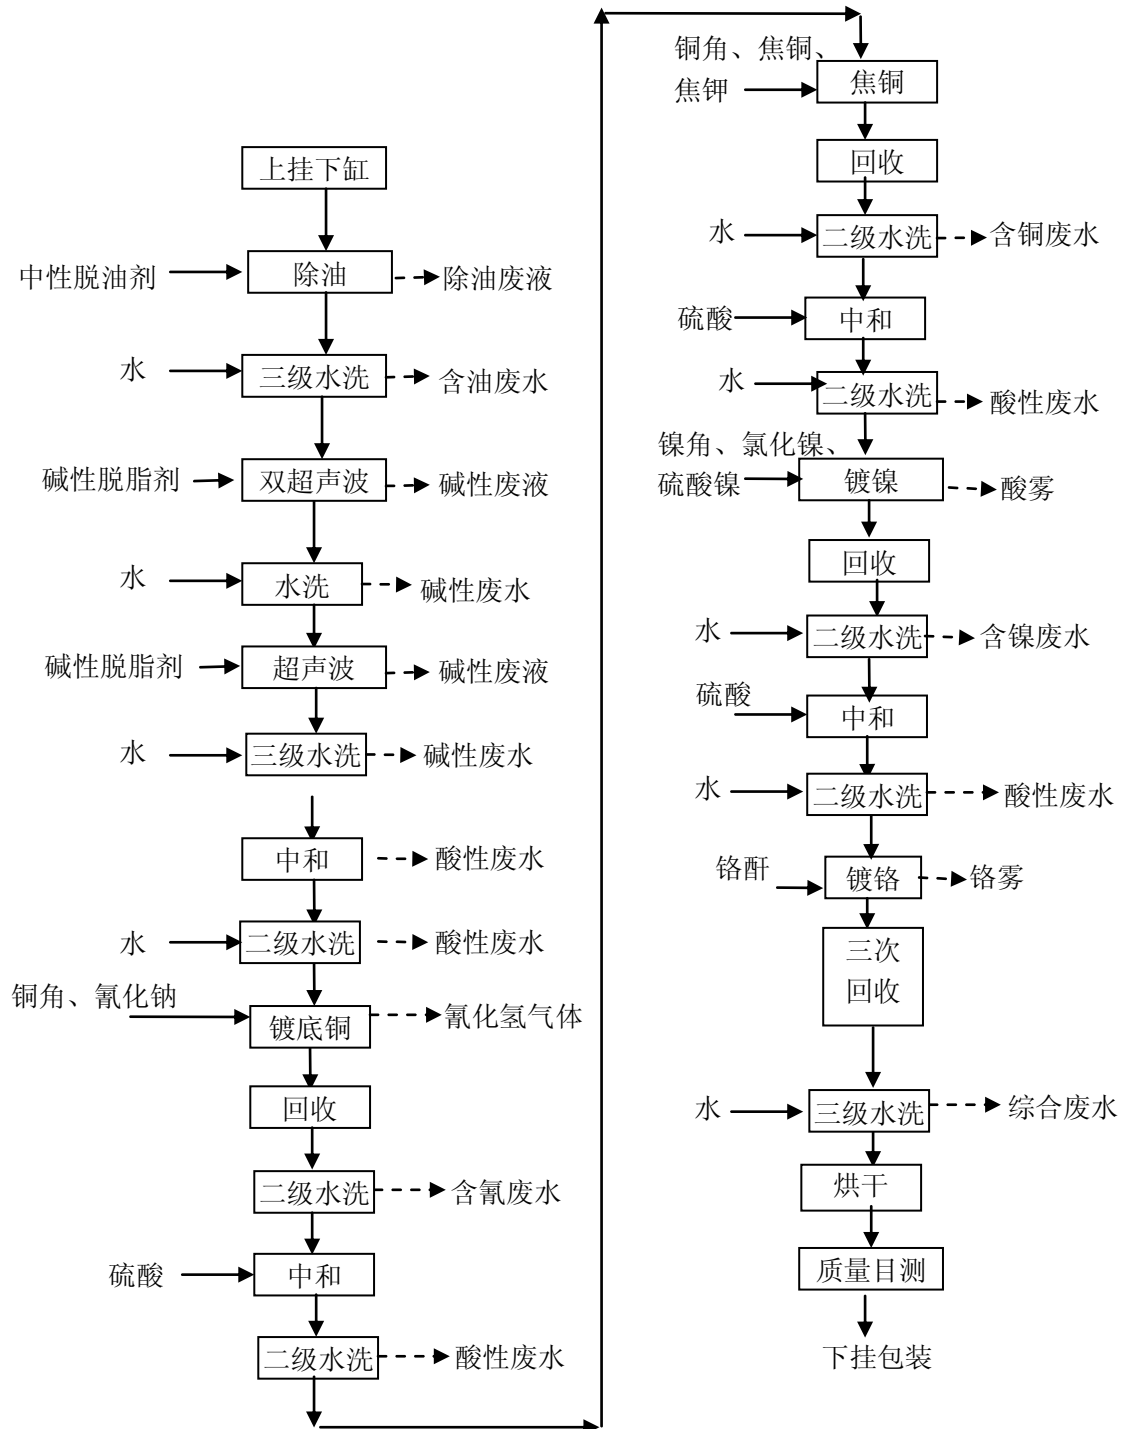 上挂下缸
中性脱油剂
除油
除油废液
水
三级水洗
含油废水
碱性脱脂剂
双超声波
碱性废液
水
水洗
碱性废水
碱性脱脂剂
超声波
碱性废液
水
三级水洗
碱性废水
中和
酸性废水
水
二级水洗
酸性废水
铜角、氰化钠
镀底铜
氰化氢气体
回收
二级水洗
含氰废水
硫酸
中和
二级水洗
酸性废水
铜角、焦铜、
焦钾
焦铜
回收
水
二级水洗
含铜废水
硫酸
中和
水
二级水洗
酸性废水
镍角、氯化镍、
硫酸镍
镀镍
酸雾
回收
水
二级水洗
含镍废水
硫酸
中和
水
二级水洗
酸性废水
铬酐
镀铬
铬雾
三次
回收
水
三级水洗
综合废水
烘干
质量目测
下挂包装